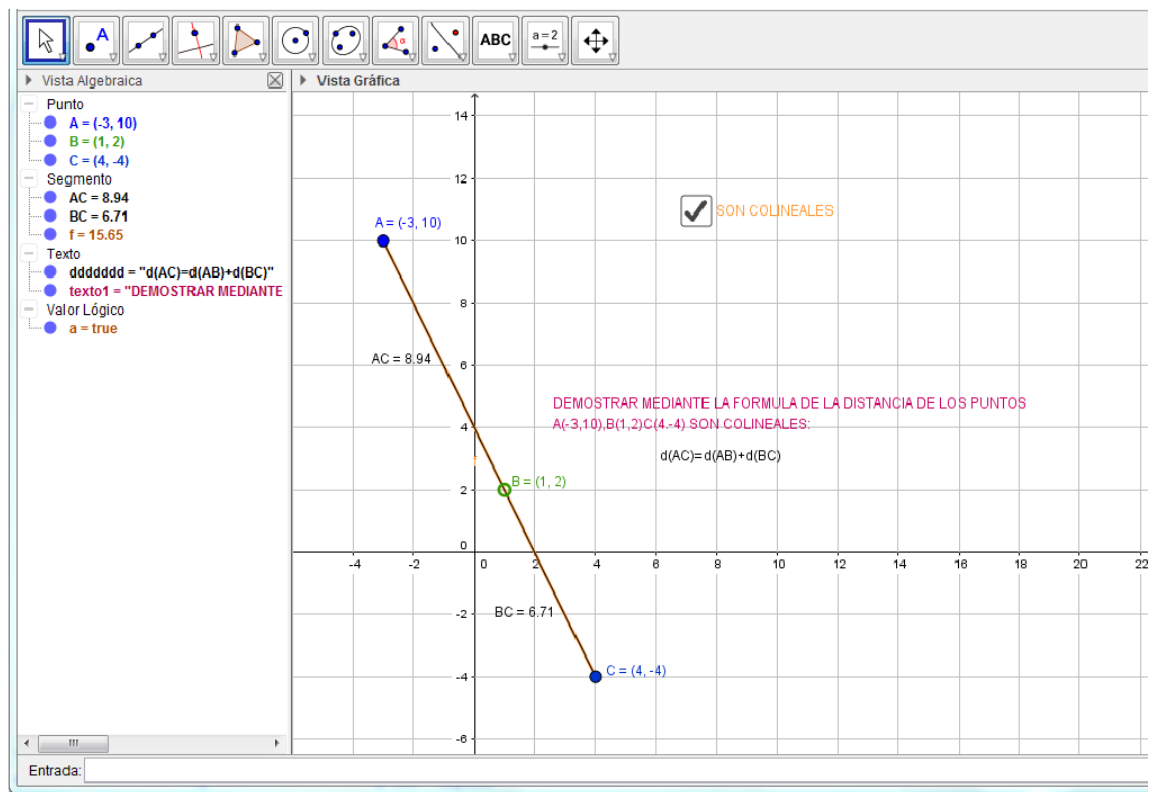 A
α
ABC
a=2
Vista Algebraica
Vista Gráfica
Punto
A = (-3, 10)
B = (1, 2)
C = (4, -4)
Segmento
AC = 8.94
BC = 6.71
f = 15.65
Texto
ddddddd = "d(AC)=d(AB)+d(BC)"
texto1 = "DEMOSTRAR MEDIANTE
Valor Lógico
a = true
14
12
10
8
6
4
2
0
-2
-4
-6
-4
-2
0
2
4
6
8
10
12
14
16
18
20
22
SON COLINEALES
A = (-3, 10)
AC = 8.94
DEMOSTRAR MEDIANTE LA FORMULA DE LA DISTANCIA DE LOS PUNTOS
A(-3,10),B(1,2)C(4.-4) SON COLINEALES:
d(AC)=d(AB)+d(BC)
f
B = (1, 2)
BC = 6.71
C = (4, -4)
Entrada: